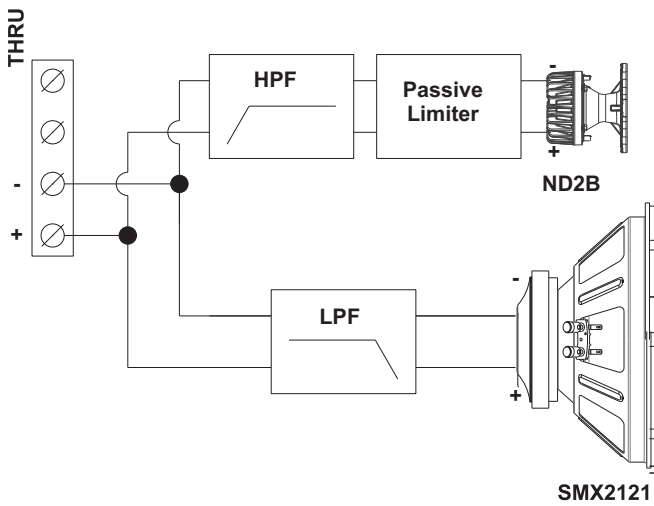 THRU
HPF
Passive
Limiter
-
+
ND2B
-
+
LPF
-
+
SMX2121